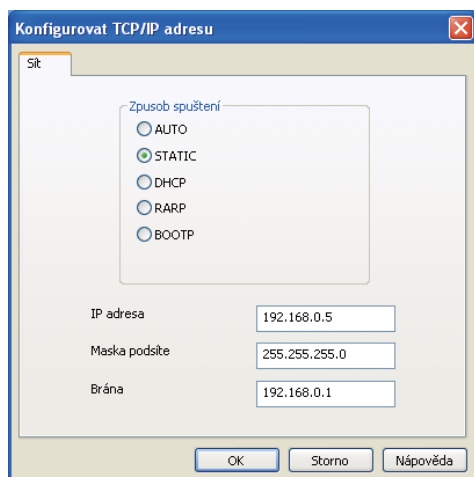 Konfigurovat TCP/IP adresu
Sít
Zpusob spuštení
AUTO
STATIC
DHCP
RARP
BOOTP
IP adresa
192.168.0.5
Maska podsíte
255.255.255.0
Brána
192.168.0.1
OK Storno Nápověda